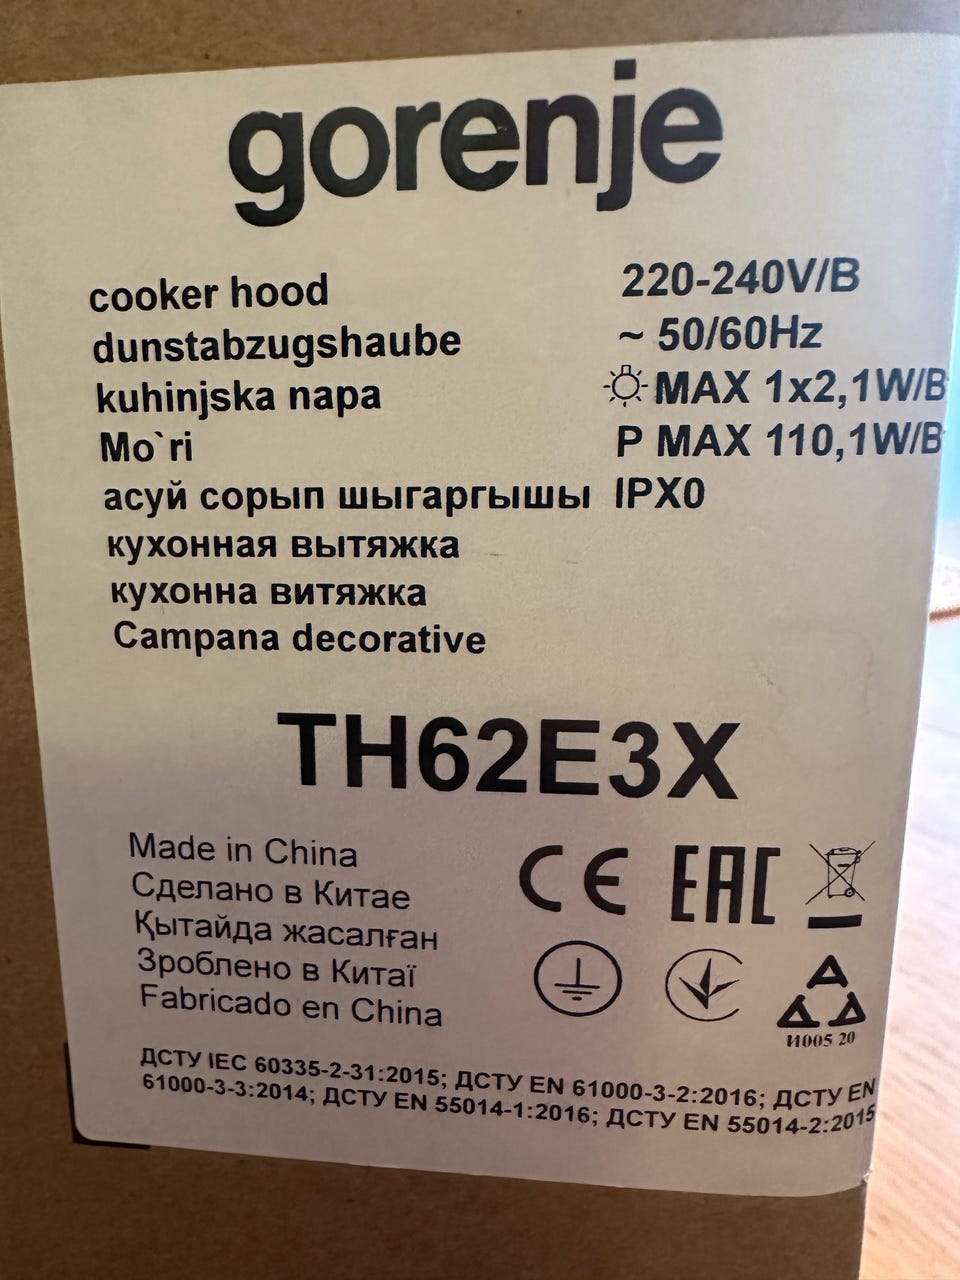 gorenje
cooker hood
dunstabzugshaube
kuhinjska napa
Mo`ri
асуй сорып шыгаргышы
кухонная вытяжка
кухонна витяжка
Campana decorative
220-240V/B
~ 50/60Hz
MAX 1x2,1W/B
P MAX 110,1W/B
IPX0
TH62E3X
Made in China
Сделано в Китае
Қытайда жасалған
Зроблено в Китаї
Fabricado en China
CE EAC
И005 20
ДСТУ IEC 60335-2-31:2015; ДСТУ EN 61000-3-2:2016; ДСТУ EN
61000-3-3:2014; ДСТУ EN 55014-1:2016; ДСТУ EN 55014-2:2015